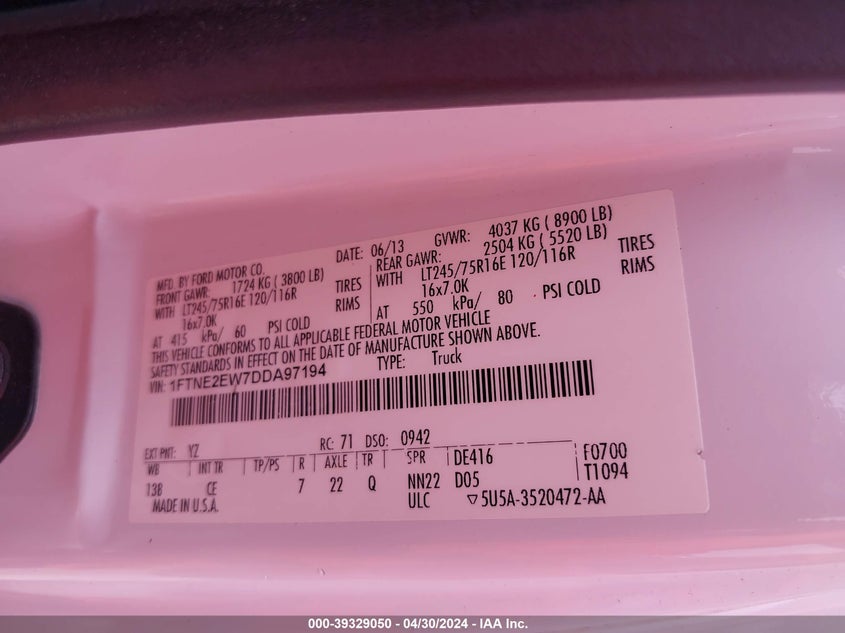 MFD. BY FORD MOTOR CO. DATE: 06/13 GVWR: 4037 KG ( 8900 LB)
FRONT GAWR: 1724 KG ( 3800 LB) REAR GAWR: 2504 KG ( 5520 LB)
WITH LT245/75R16E 120/116R TIRES WITH LT245/75R16E 120/116R TIRES
16x7.0K RIMS 16x7.0K RIMS
AT 415 kPa/ 60 PSI COLD AT 550 kPa/ 80 PSI COLD
THIS VEHICLE CONFORMS TO ALL APPLICABLE FEDERAL MOTOR VEHICLE
SAFETY STANDARDS IN EFFECT ON THE DATE OF MANUFACTURE SHOWN ABOVE.
VIN: 1FTNE2EW7DDA97194 TYPE: Truck
EXT PNT: YZ RC: 71 DSO: 0942
WB INT TR TP/PS R AXLE TR SPR DE416 F0700
138 CE 7 22 Q NN22 D05 T1094
MADE IN U.S.A. ULC ▽5U5A-3520472-AA
000-39329050 - 04/30/2024 - IAA Inc.